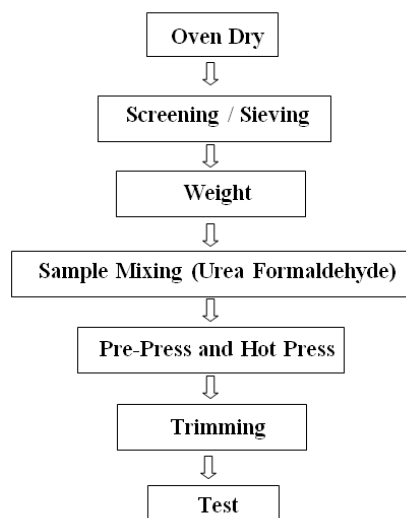 Oven Dry
Screening / Sieving
Weight
Sample Mixing (Urea Formaldehyde)
Pre-Press and Hot Press
Trimming
Test